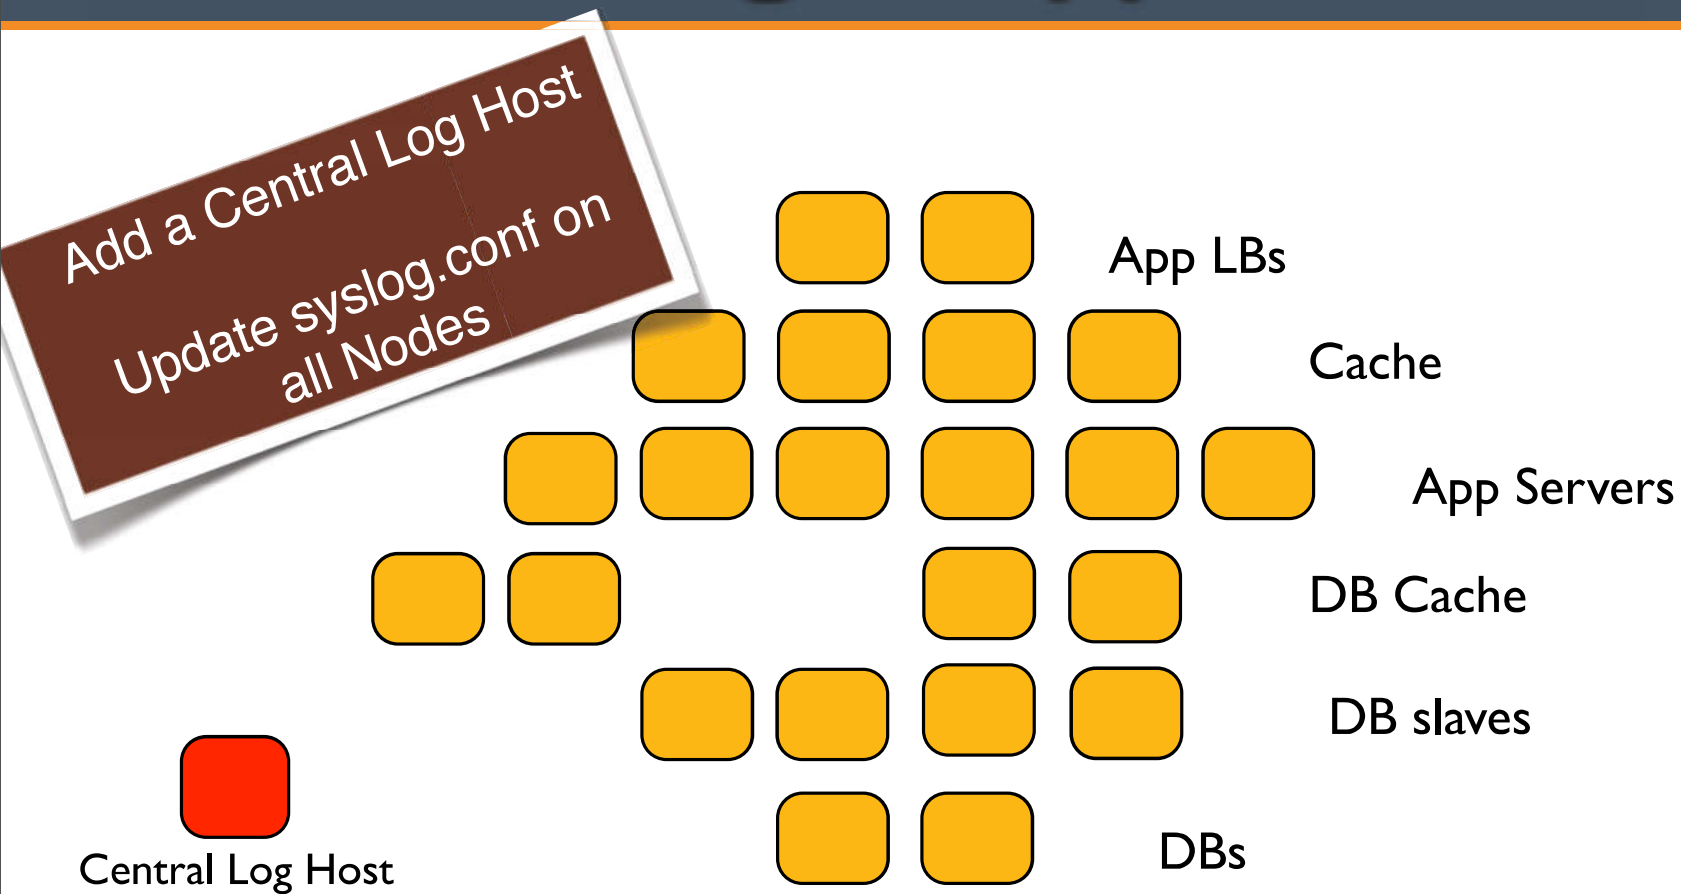 Add a Central Log Host
Update syslog.conf on
all Nodes
App LBs
Cache
App Servers
DB Cache
DB slaves
DBs
Central Log Host